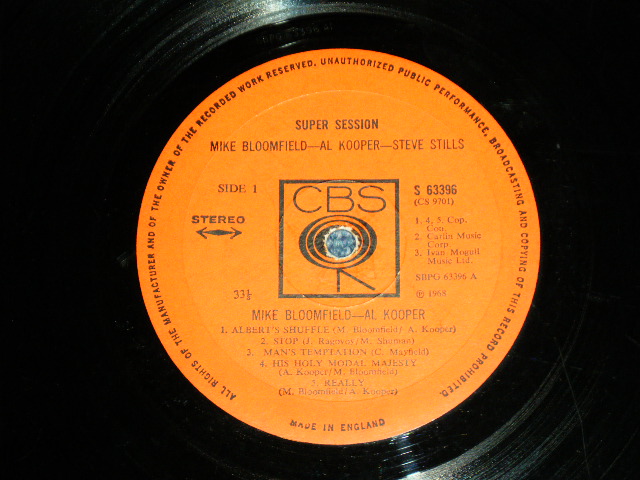 ALL RIGHTS OF THE MANUFACTURER AND OF THE OWNER OF THE RECORDED WORK RESERVED, UNAUTHORIZED PUBLIC PERFORMANCE, BROADCASTING AND COPYING OF THIS RECORD PROHIBITED.
SUPER SESSION
MIKE BLOOMFIELD—AL KOOPER—STEVE STILLS
SIDE 1
CBS
S 63396
(CS 9701)
STEREO
1. 4, 5. Cop. Con.
2. Carlin Music Corp
3. Ivan Mogull Music Ltd.
SBPG 63396 A
33⅓
℗ 1968
MIKE BLOOMFIELD—AL KOOPER
1. ALBERT'S SHUFFLE (M. Bloomfield/ A. Kooper)
2. STOP (J. Ragovoy/ M. Shuman)
3. MAN'S TEMPTATION (C. Mayfield)
4. HIS HOLY MODAL MAJESTY
(A. Kooper/M. Bloomfield)
5. REALLY
(M. Bloomfield/A. Kooper)
MADE IN ENGLAND